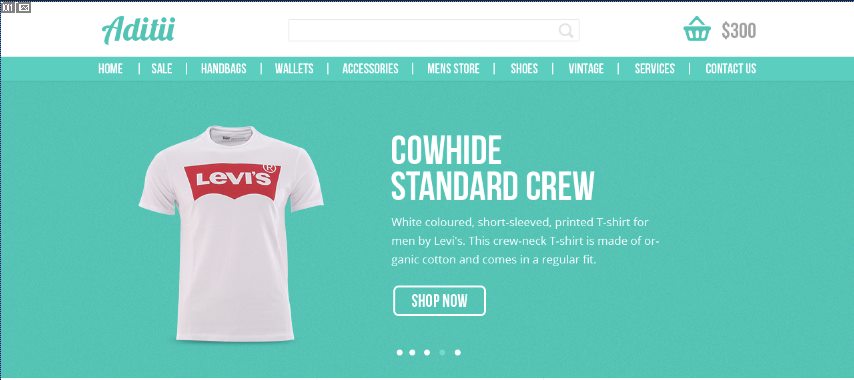 Aditii
$300
HOME SALE HANDBAGS WALLETS ACCESSORIES MENS STORE SHOES VINTAGE SERVICES CONTACT US
LEVI'S ®
COWHIDE
STANDARD CREW
White coloured, short-sleeved, printed T-shirt for
men by Levi's. This crew-neck T-shirt is made of or-
ganic cotton and comes in a regular fit.
SHOP NOW